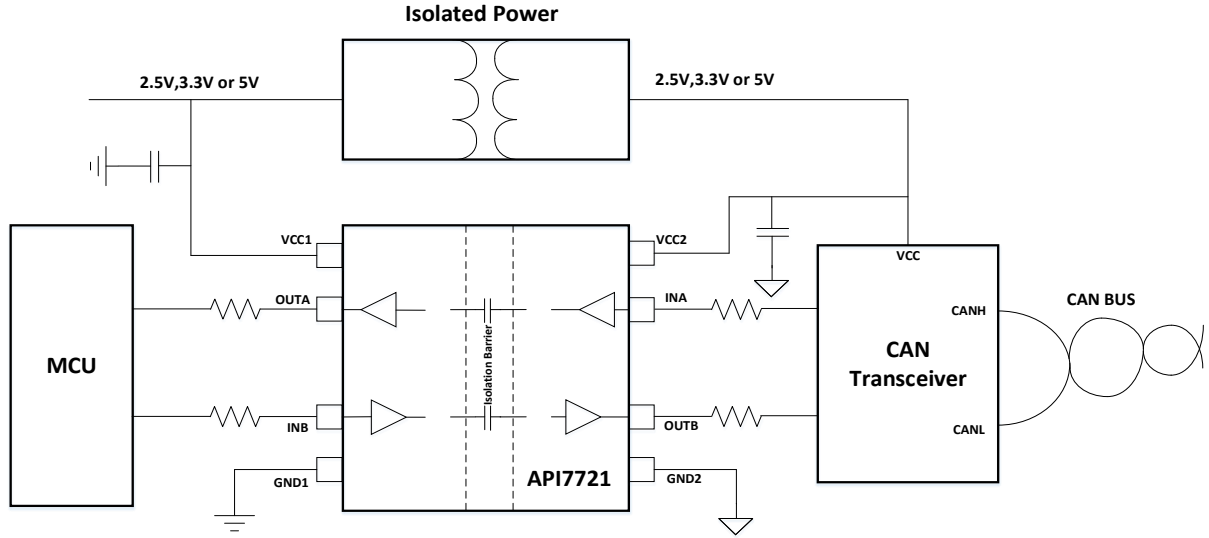 Isolated Power
2.5V,3.3V or 5V
2.5V,3.3V or 5V
VCC1
VCC2
VCC
OUTA
INA
CANH
CAN BUS
MCU
Isolation Barrier
CAN
Transceiver
INB
OUTB
CANL
GND1
API7721
GND2